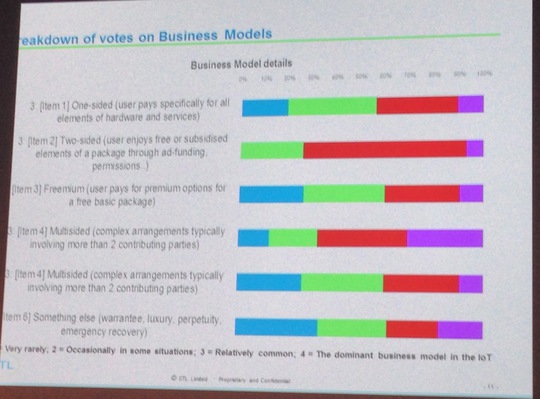 eakdown of votes on Business Models
Business Model details
0% 10% 20% 30% 40% 50% 60% 70% 80% 90% 100%
3 [Item 1] One-sided (user pays specifically for all
elements of hardware and services)
3 [Item 2] Two-sided (user enjoys free or subsidised
elements of a package through ad-funding,
permissions..)
[Item 3] Freemium (user pays for premium options for
a free basic package)
3. [Item 4] Multisided (complex arrangements typically
involving more than 2 contributing parties)
3: [Item 4] Multisided (complex arrangements typically
involving more than 2 contributing parties)
Item 6] Something else (warrantee, luxury, perpetuity,
emergency recovery)
Very rarely; 2 = Occasionally in some situations; 3 = Relatively common; 4 = The dominant business model in the IoT
TL
© STL Limited Proprietary and Confidential
- 11 -